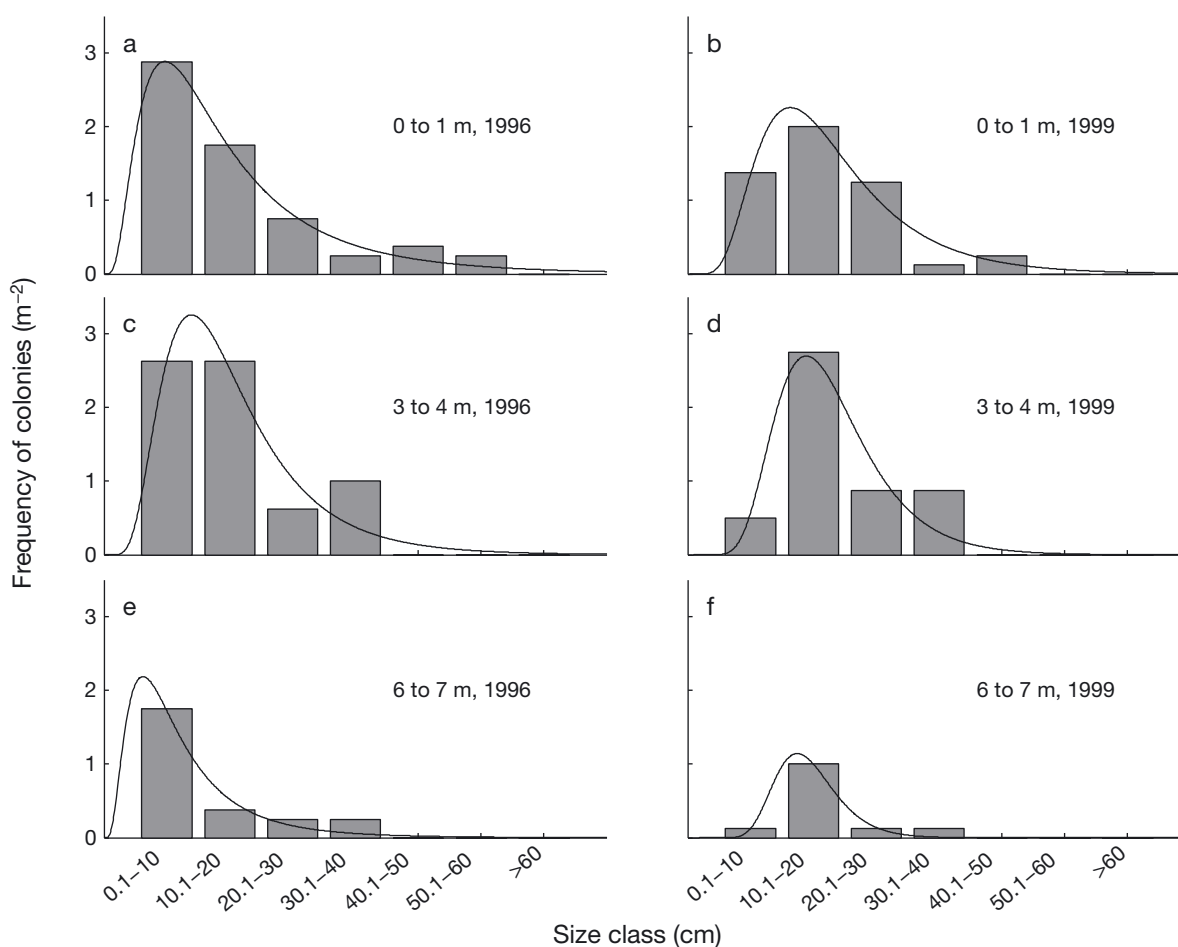 Frequency of colonies (m⁻²)
a
0 to 1 m, 1996
3
2
1
0
b
0 to 1 m, 1999
c
3 to 4 m, 1996
3
2
1
0
d
3 to 4 m, 1999
e
6 to 7 m, 1996
3
2
1
0
f
6 to 7 m, 1999
0.1–10
10.1–20
20.1–30
30.1–40
40.1–50
50.1–60
>60
0.1–10
10.1–20
20.1–30
30.1–40
40.1–50
50.1–60
>60
Size class (cm)